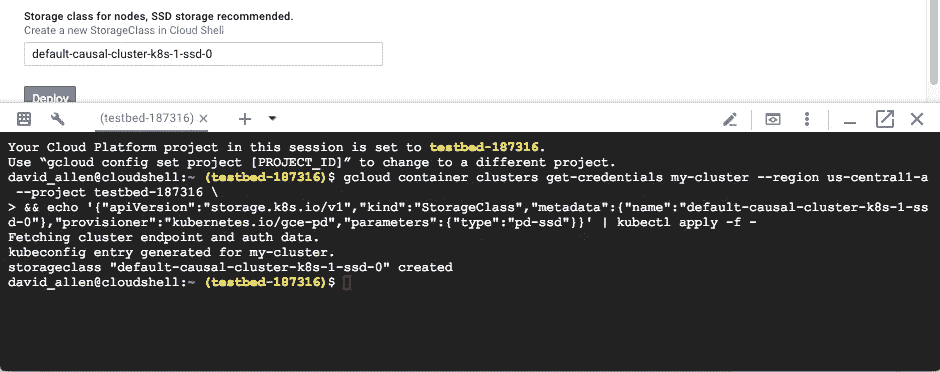 Storage class for nodes, SSD storage recommended.
Create a new StorageClass in Cloud Shell
default-causal-cluster-k8s-1-ssd-0
Deploy
(testbed-187316) ×
Your Cloud Platform project in this session is set to testbed-187316.
Use “gcloud config set project [PROJECT_ID]” to change to a different project.
david_allen@cloudshell:~ (testbed-187316)$ gcloud container clusters get-credentials my-cluster --region us-central1-a
--project testbed-187316 \
> && echo '{"apiVersion":"storage.k8s.io/v1","kind":"StorageClass","metadata":{"name":"default-causal-cluster-k8s-1-ss
d-0"},"provisioner":"kubernetes.io/gce-pd","parameters":{"type":"pd-ssd"}}' | kubectl apply -f -
Fetching cluster endpoint and auth data.
kubeconfig entry generated for my-cluster.
storageclass "default-causal-cluster-k8s-1-ssd-0" created
david_allen@cloudshell:~ (testbed-187316)$